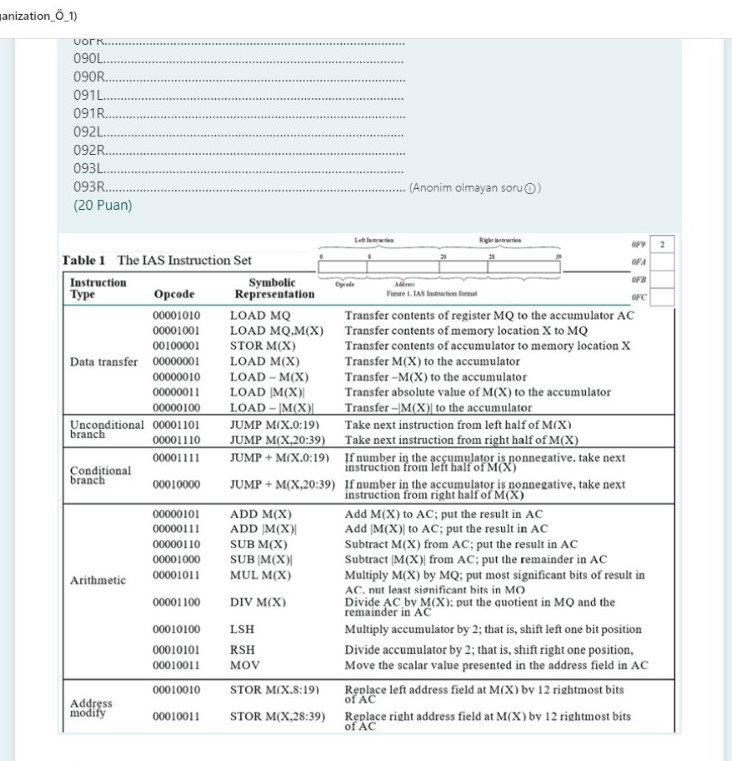 ganization_Ö_1)
08FR.......................................................................
090L.......................................................................
090R.......................................................................
091L.......................................................................
091R.......................................................................
092L.......................................................................
092R.......................................................................
093L.......................................................................
093R....................................................................... (Anonim olmayan soru)
(20 Puan)
Left Instruction Right Instruction 0F9 2
Table 1 The IAS Instruction Set 0 8 20 28 39 0FA
Instruction Type Opcode Symbolic Representation Opcode Address 0FB
Figure 1. IAS Instruction format 0FC
00001010 LOAD MQ Transfer contents of register MQ to the accumulator AC
00001001 LOAD MQ,M(X) Transfer contents of memory location X to MQ
00100001 STOR M(X) Transfer contents of accumulator to memory location X
Data transfer 00000001 LOAD M(X) Transfer M(X) to the accumulator
00000010 LOAD – M(X) Transfer –M(X) to the accumulator
00000011 LOAD |M(X)| Transfer absolute value of M(X) to the accumulator
00000100 LOAD – |M(X)| Transfer –|M(X)| to the accumulator
Unconditional branch 00001101 JUMP M(X.0:19) Take next instruction from left half of M(X)
00001110 JUMP M(X,20:39) Take next instruction from right half of M(X)
Conditional branch 00001111 JUMP + M(X.0:19) If number in the accumulator is nonnegative. take next
instruction from left half of M(X)
00010000 JUMP + M(X,20:39) If number in the accumulator is nonnegative, take next
instruction from right half of M(X)
Arithmetic 00000101 ADD M(X) Add M(X) to AC; put the result in AC
00000111 ADD |M(X)| Add |M(X)| to AC; put the result in AC
00000110 SUB M(X) Subtract M(X) from AC; put the result in AC
00001000 SUB |M(X)| Subtract |M(X)| from AC; put the remainder in AC
00001011 MUL M(X) Multiply M(X) by MQ; put most significant bits of result in
AC. put least significant bits in MQ
00001100 DIV M(X) Divide AC by M(X); put the quotient in MQ and the
remainder in AC
00010100 LSH Multiply accumulator by 2; that is, shift left one bit position
00010101 RSH Divide accumulator by 2; that is, shift right one position,
00010011 MOV Move the scalar value presented in the address field in AC
Address modify 00010010 STOR M(X.8:19) Replace left address field at M(X) by 12 rightmost bits
of AC
00010011 STOR M(X,28:39) Replace right address field at M(X) by 12 rightmost bits
of AC